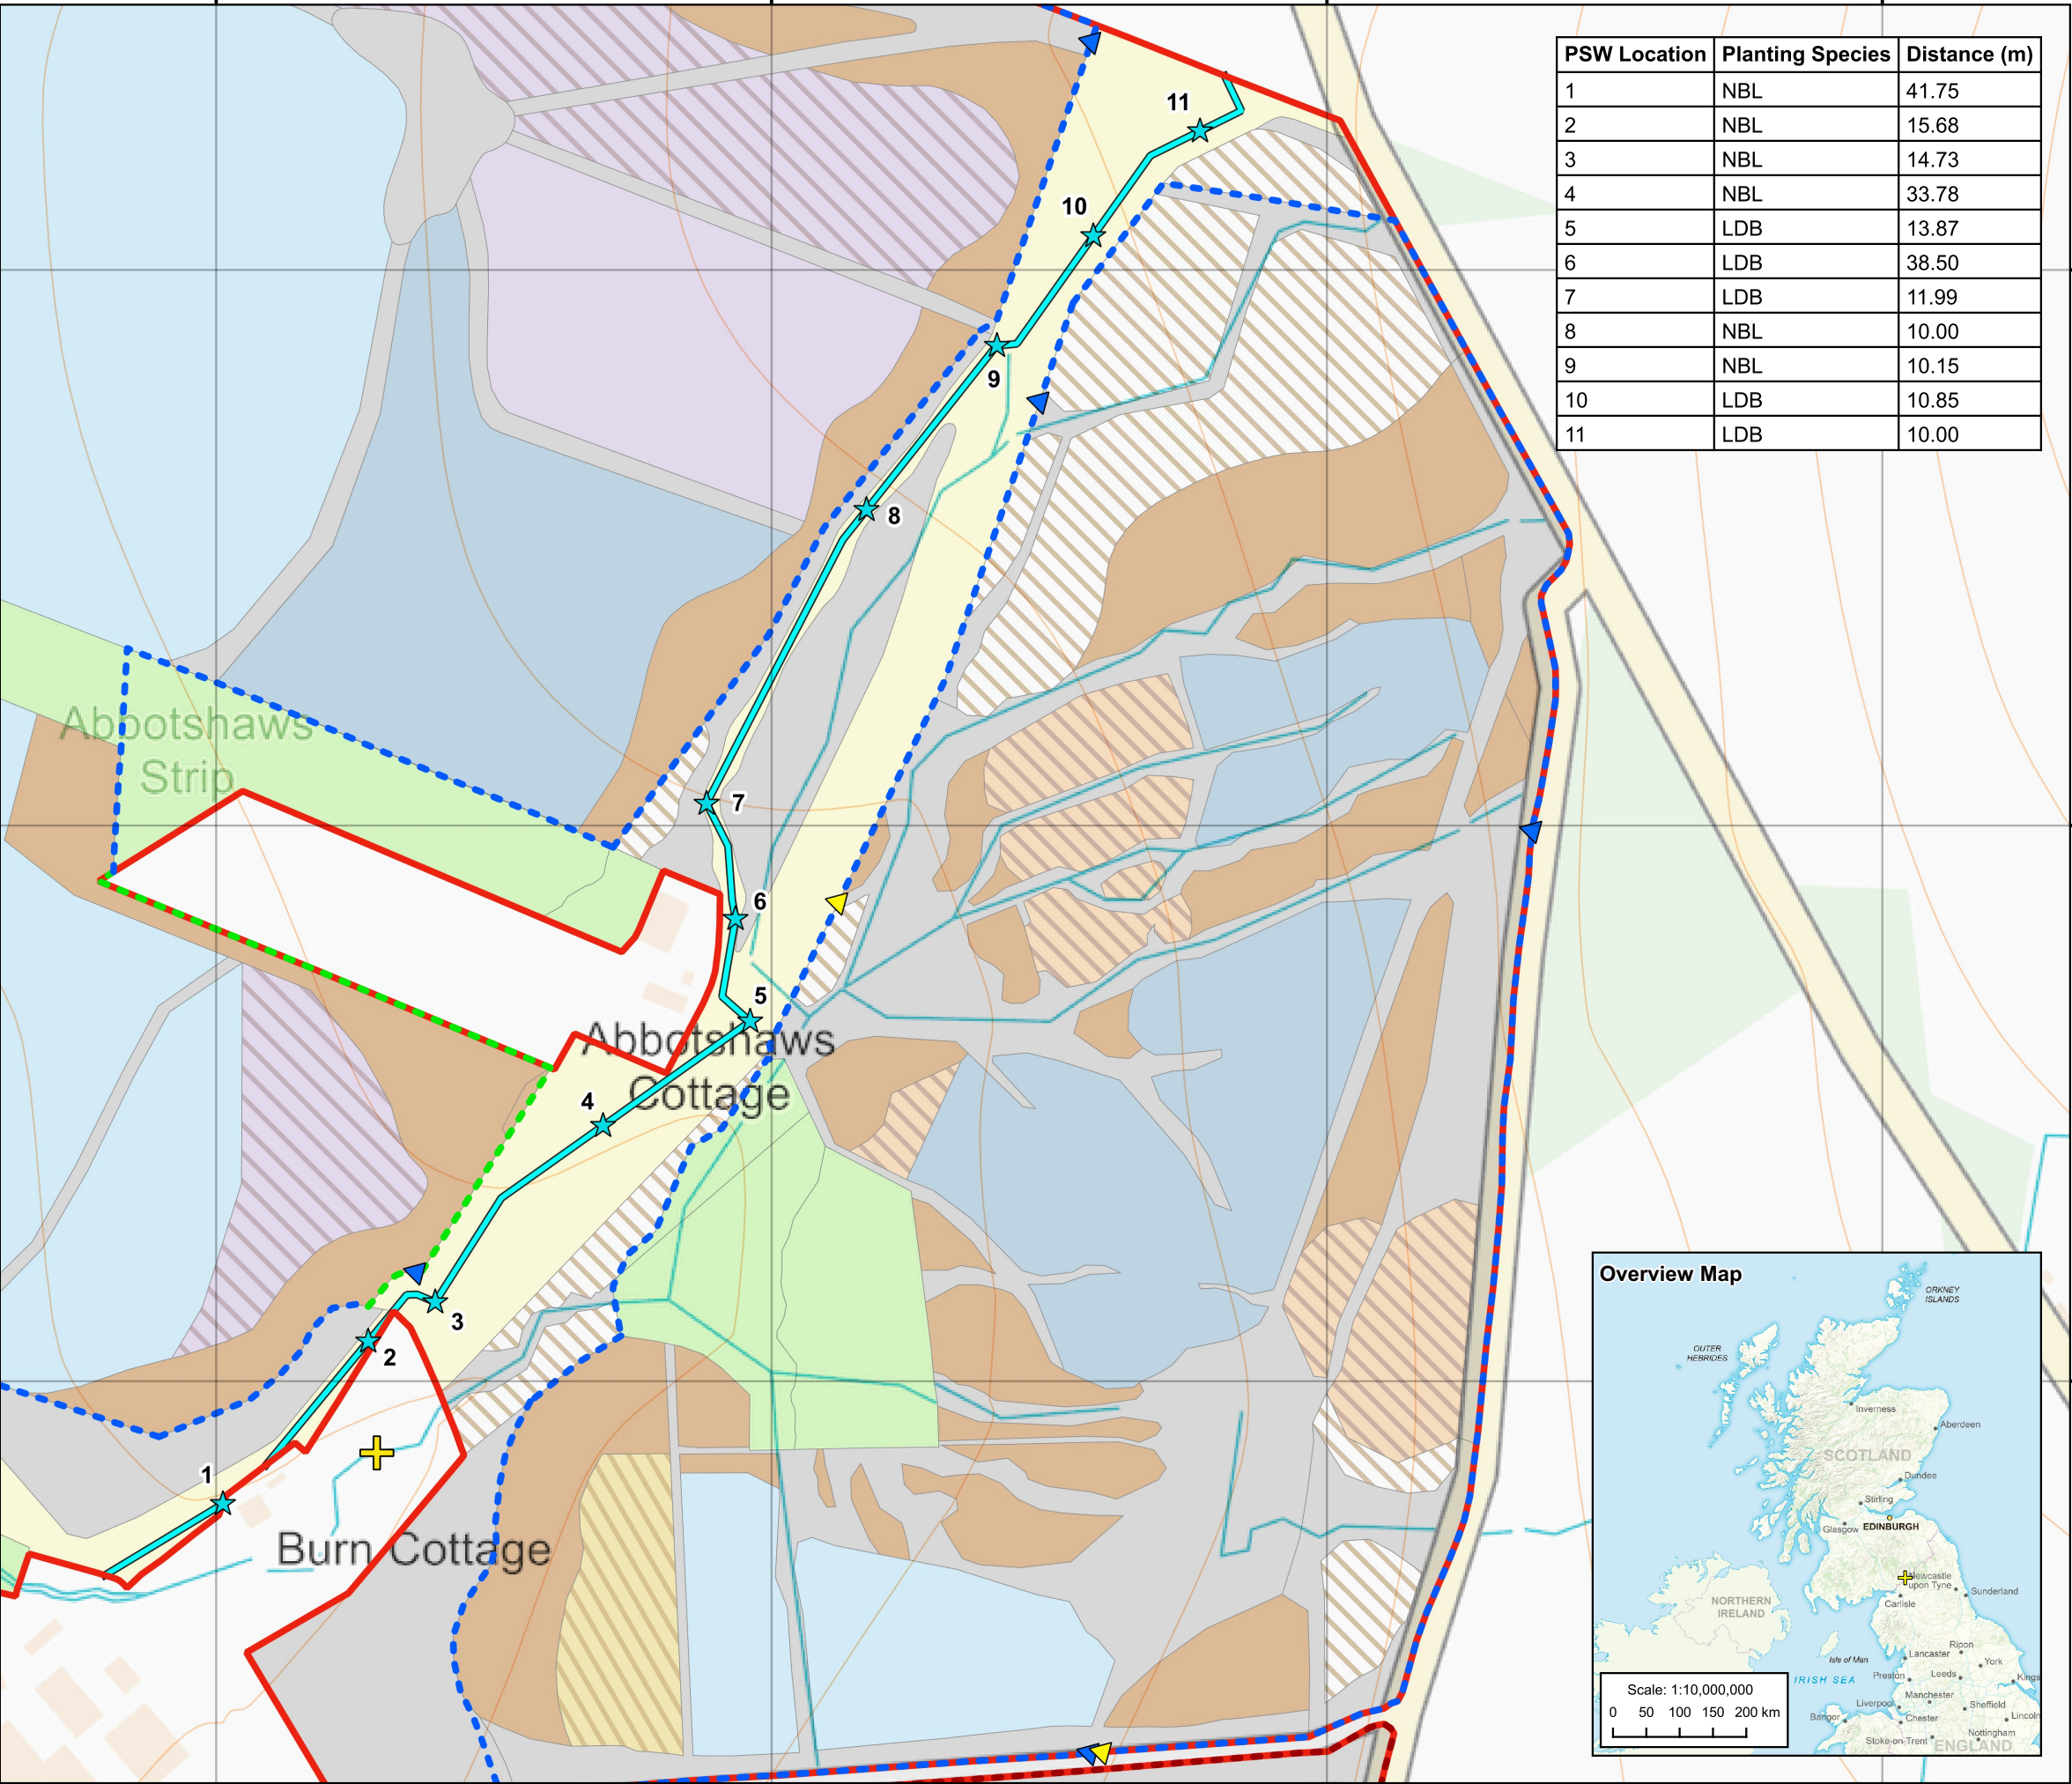 PSW Location Planting Species Distance (m)
1 NBL 41.75
2 NBL 15.68
3 NBL 14.73
4 NBL 33.78
5 LDB 13.87
6 LDB 38.50
7 LDB 11.99
8 NBL 10.00
9 NBL 10.15
10 LDB 10.85
11 LDB 10.00
11
10
9
8
Abbotshaws
Strip
7
6
5
Abbotshaws
Cottage
4
3
2
1
Burn Cottage
Overview Map
ORKNEY
ISLANDS
OUTER
HEBRIDES
Inverness
Aberdeen
SCOTLAND
Dundee
Stirling
Glasgow
EDINBURGH
Newcastle
upon Tyne
Sunderland
Carlisle
NORTHERN
IRELAND
Isle of Man
Ripon
Lancaster
York
IRISH SEA
Preston
Leeds
Kings
Manchester
Liverpool
Sheffield
Bangor
Chester
Lincoln
Nottingham
Stoke-on-Trent
ENGLAND
Scale: 1:10,000,000
0 50 100 150 200 km